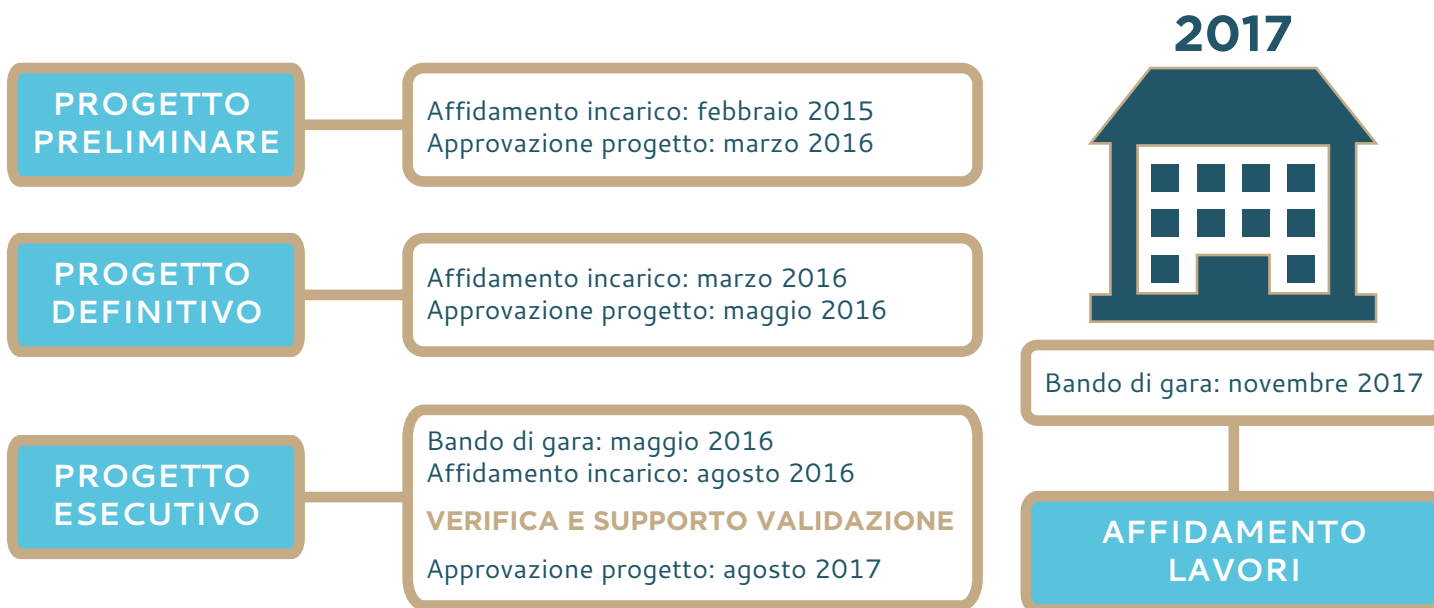 PROGETTO
PRELIMINARE
Affidamento incarico: febbraio 2015
Approvazione progetto: marzo 2016
PROGETTO
DEFINITIVO
Affidamento incarico: marzo 2016
Approvazione progetto: maggio 2016
PROGETTO
ESECUTIVO
Bando di gara: maggio 2016
Affidamento incarico: agosto 2016
VERIFICA E SUPPORTO VALIDAZIONE
Approvazione progetto: agosto 2017
2017
Bando di gara: novembre 2017
AFFIDAMENTO
LAVORI